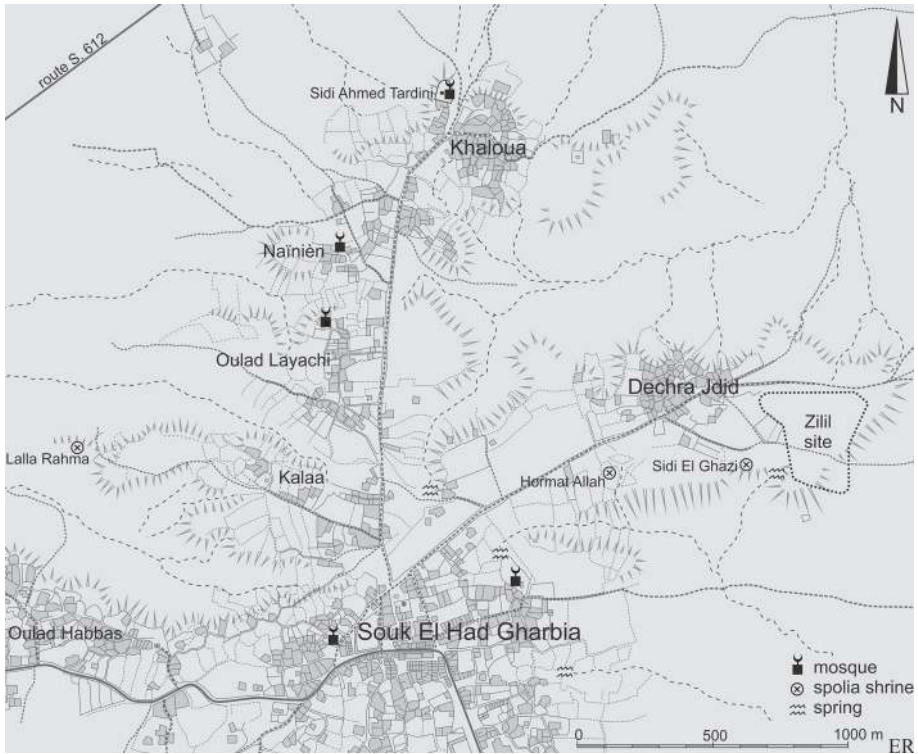 route S. 612
Sidi Ahmed Tardini
N
Khaloua
Naïnièn
Oulad Layachi
Dechra Jdid
Zilil
site
Lalla Rahma
Kalaa
Hormat Allah
Sidi El Ghazi
Oulad Habbas
Souk El Had Gharbia
mosque
spolia shrine
spring
0 500 1000 m
ER